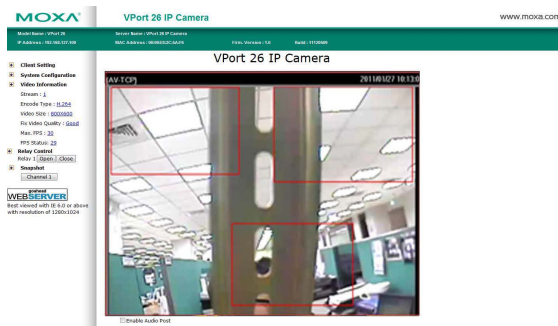 MOXA®
VPort 26 IP Camera
www.moxa.com
Model Name : VPort 26
Server Name : VPort 26 IP Camera
IP Address : 192.168.127.100
Firm. Version : 1.0
VPort 26 IP Camera
Client Setting
System Configuration
Video Information
Stream : 1
Encode Type : H.264
Video Size : 800X600
Fix Video Quality : Good
Max. FPS : 30
FPS Status: 29
Relay Control
Relay 1 Open Close
Snapshot
Channel 1
goahead
WEBSERVER
Best viewed with IE 6.0 or above
with resolution of 1280x1024
[AV-TCP]
2011/01/27 10:13:0
Enable Audio Post